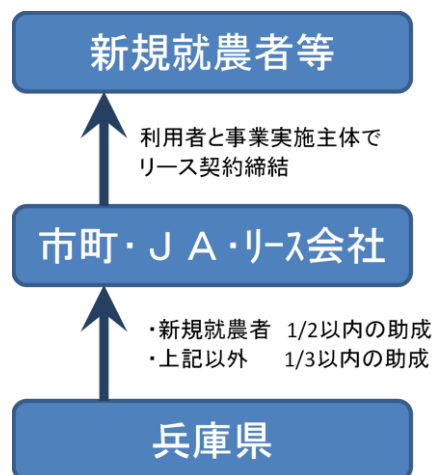 新規就農者等
利用者と事業実施主体で
リース契約締結
市町・ＪＡ・ﾘｰｽ会社
・新規就農者 1/2以内の助成
・上記以外 1/3以内の助成
兵庫県